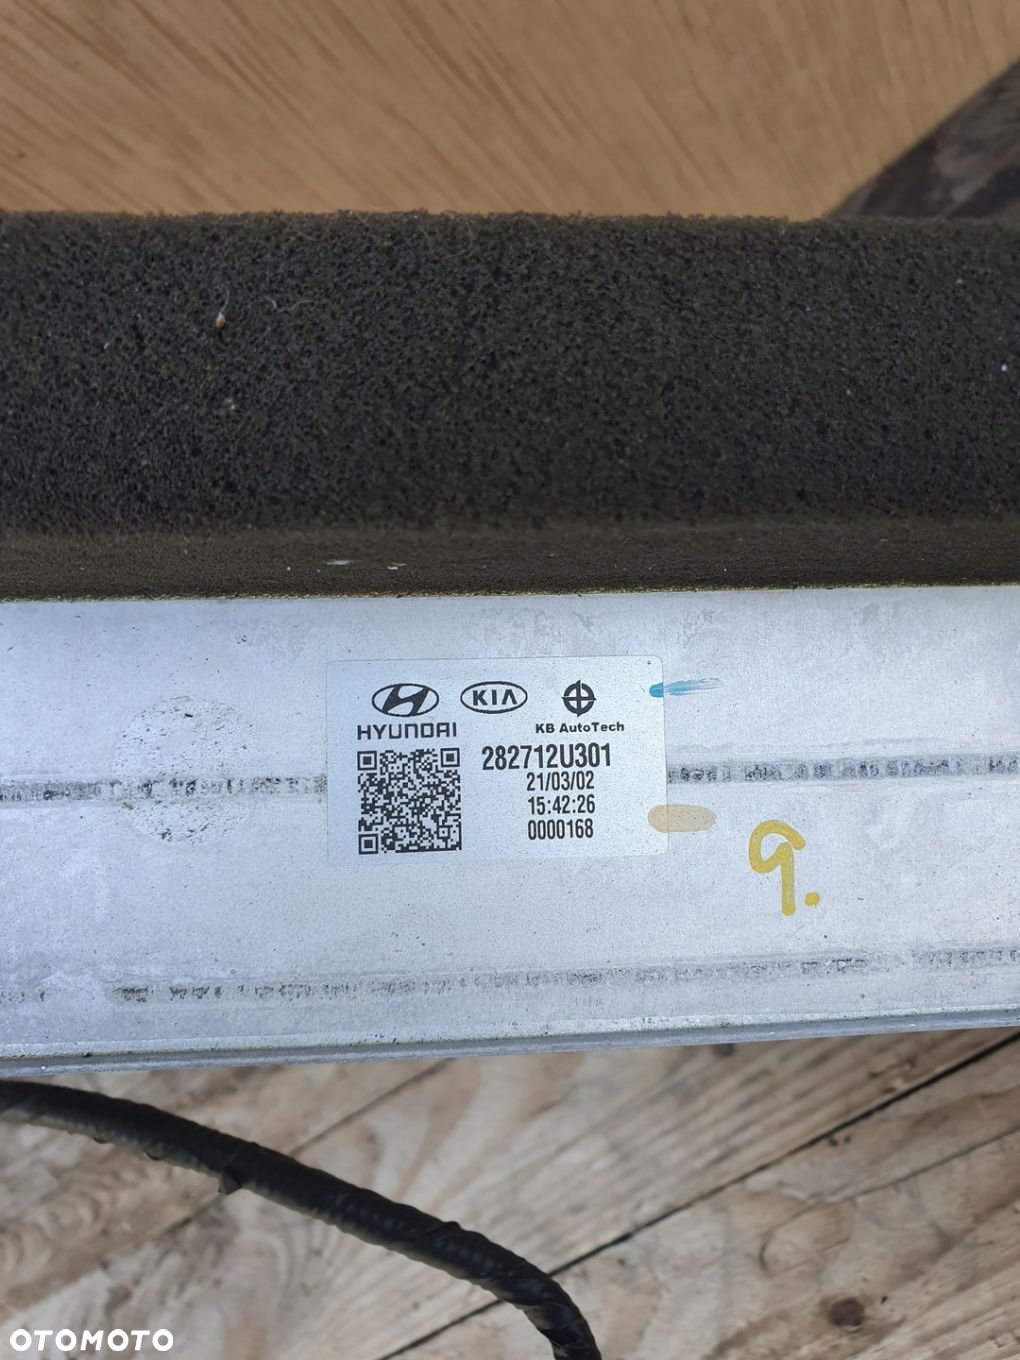 HYUNDAI
KIA
KB AutoTech
282712U301
21/03/02
15:42:26
0000168
9.
OTOMOTO